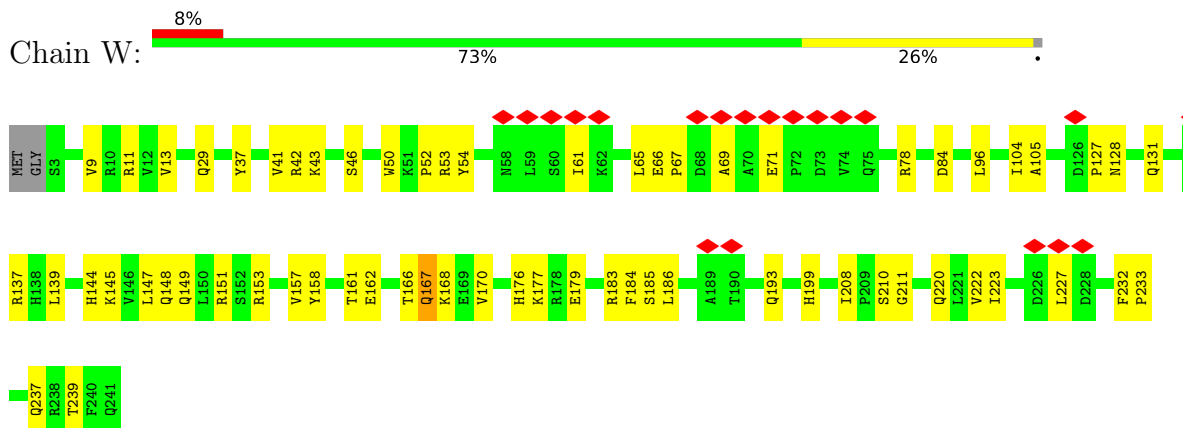 8%
Chain W:
73% 26% •
MET GLY S3 V9 R10 R11 V12 V13 Q29 Y37 V41 R42 K43 S46 W50 K51 P52 R53 Y54 N58 L59 S60 I61 K62 L65 E66 P67 D68 A69 A70 E71 P72 D73 V74 Q75 R78 D84 L96 I104 A105 D126 P127 N128 Q131
R137 H138 L139 H144 K145 V146 L147 Q148 Q149 L150 R151 S152 R153 V157 Y158 T161 E162 T166 Q167 K168 E169 V170 H176 K177 R178 E179 R183 F184 S185 L186 A189 T190 Q193 H199 I208 P209 S210 G211 Q220 L221 V222 I223 D226 L227 D228 F232 P233
Q237 R238 T239 F240 Q241